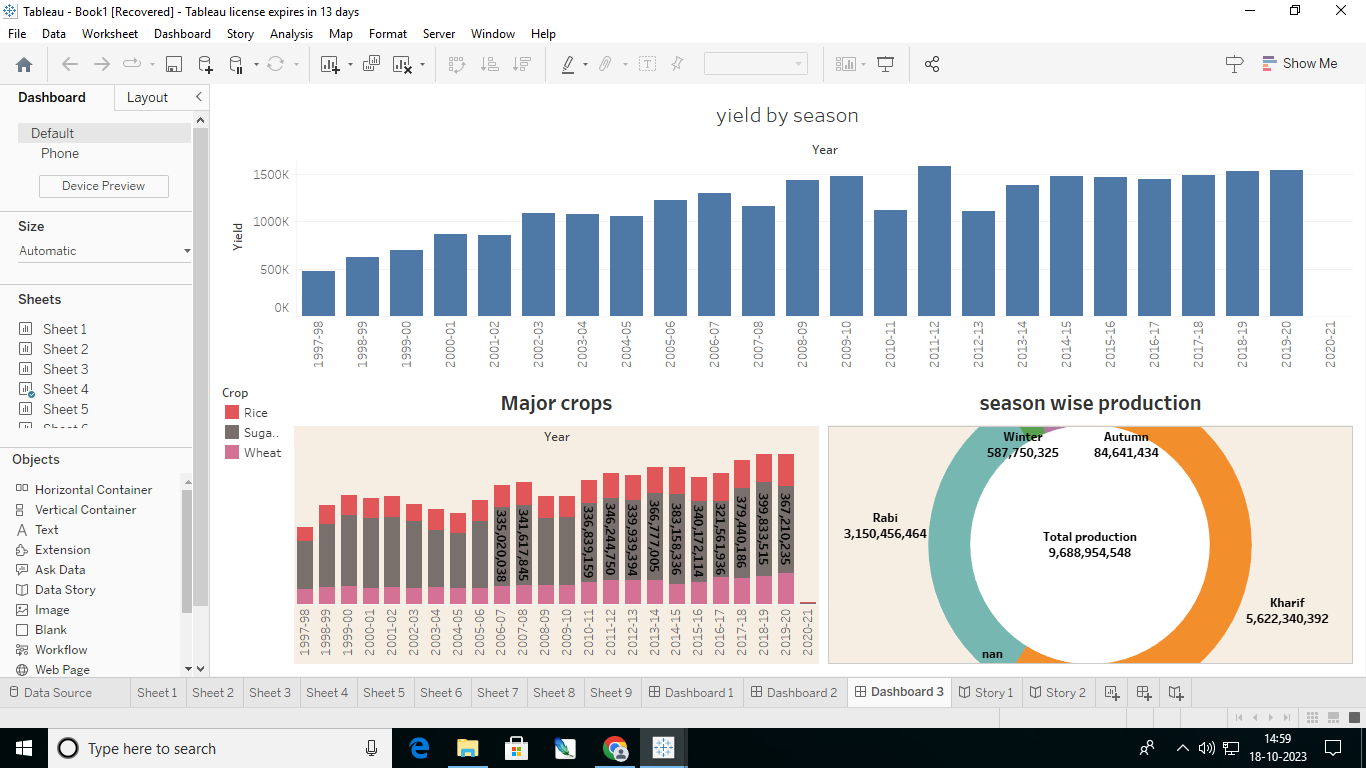 Tableau - Book1 [Recovered] - Tableau license expires in 13 days
File Data Worksheet Dashboard Story Analysis Map Format Server Window Help
Show Me
Dashboard Layout
Default
Phone
Device Preview
Size
Automatic
Sheets
Sheet 1
Sheet 2
Sheet 3
Sheet 4
Sheet 5
Objects
Horizontal Container
Vertical Container
Text
Extension
Ask Data
Data Story
Image
Blank
Workflow
Web Page
yield by season
Year
Yield
1500K
1000K
500K
0K
1997-98 1998-99 1999-00 2000-01 2001-02 2002-03 2003-04 2004-05 2005-06 2006-07 2007-08 2008-09 2009-10 2010-11 2011-12 2012-13 2013-14 2014-15 2015-16 2016-17 2017-18 2018-19 2019-20 2020-21
Crop
Rice
Suga..
Wheat
Major crops
Year
335,020,038 341,617,845 336,839,159 346,244,750 339,939,394 366,777,005 383,158,336 340,172,114 321,561,936 379,440,186 399,833,515 367,210,235
1997-98 1998-99 1999-00 2000-01 2001-02 2002-03 2003-04 2004-05 2005-06 2006-07 2007-08 2008-09 2009-10 2010-11 2011-12 2012-13 2013-14 2014-15 2015-16 2016-17 2017-18 2018-19 2019-20 2020-21
season wise production
Winter
587,750,325
Autumn
84,641,434
Rabi
3,150,456,464
Total production
9,688,954,548
Kharif
5,622,340,392
nan
Data Source Sheet 1 Sheet 2 Sheet 3 Sheet 4 Sheet 5 Sheet 6 Sheet 7 Sheet 8 Sheet 9 Dashboard 1 Dashboard 2 Dashboard 3 Story 1 Story 2
Type here to search
14:59
18-10-2023